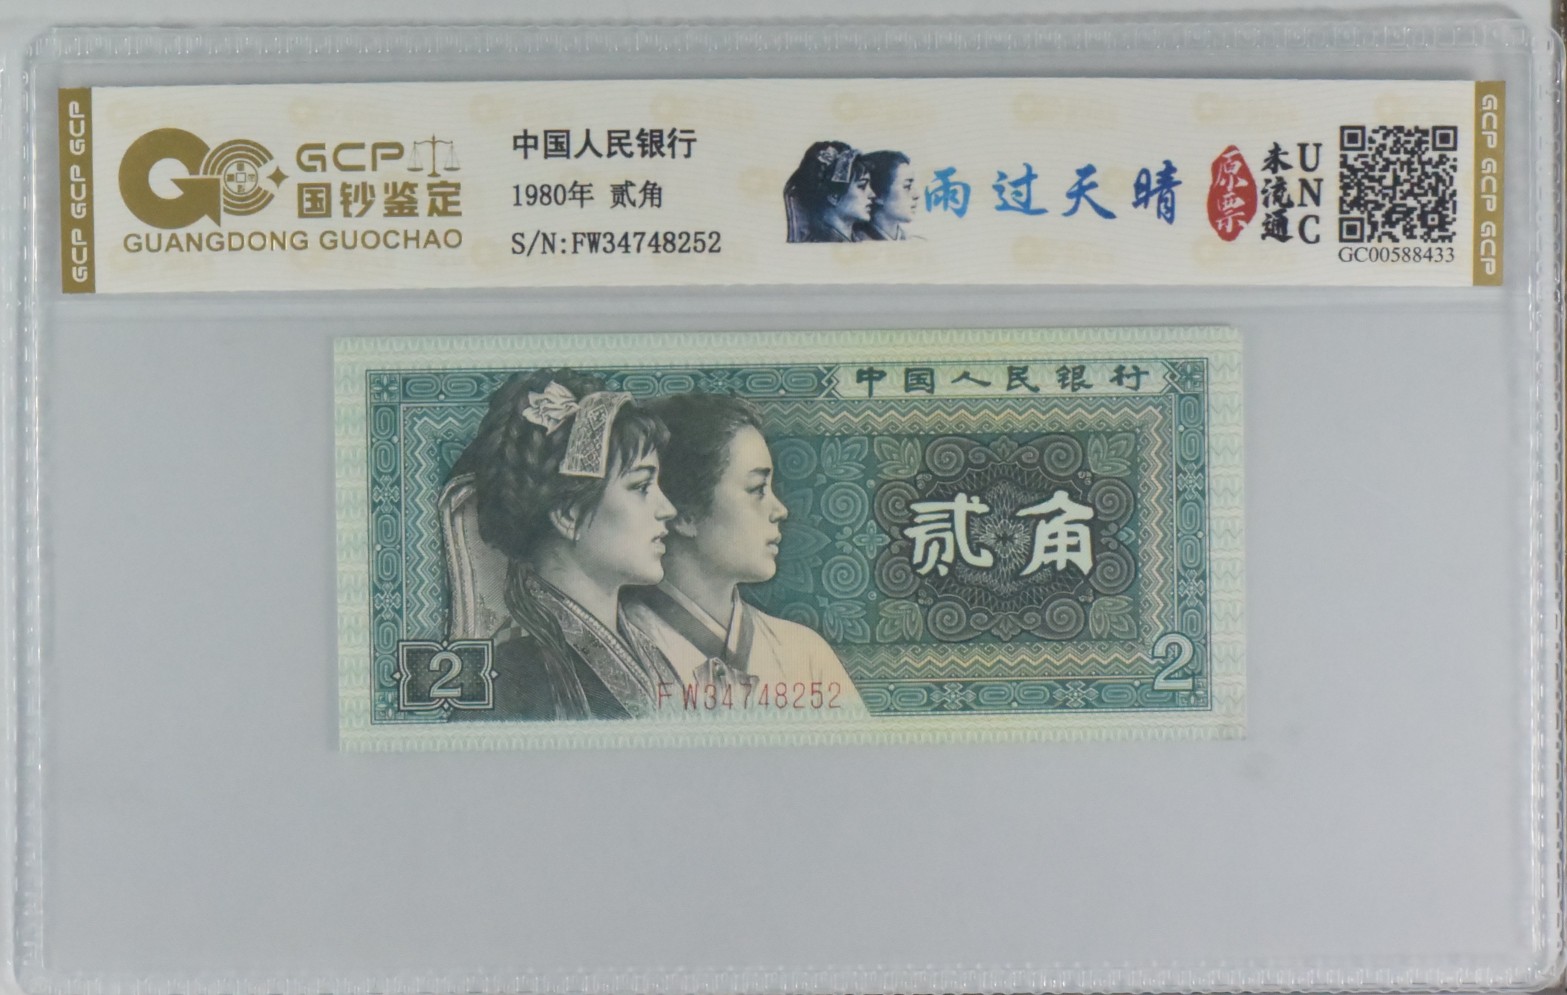 GCP GCP GCP
GCP
国钞鉴定
GUANGDONG GUOCHAO
中国人民银行
1980年 贰角
S/N:FW34748252
雨过天晴
原票
未流通
UNC
GC00588433
GCP GCP GCP
中国人民银行
贰角
2
2
FW34748252